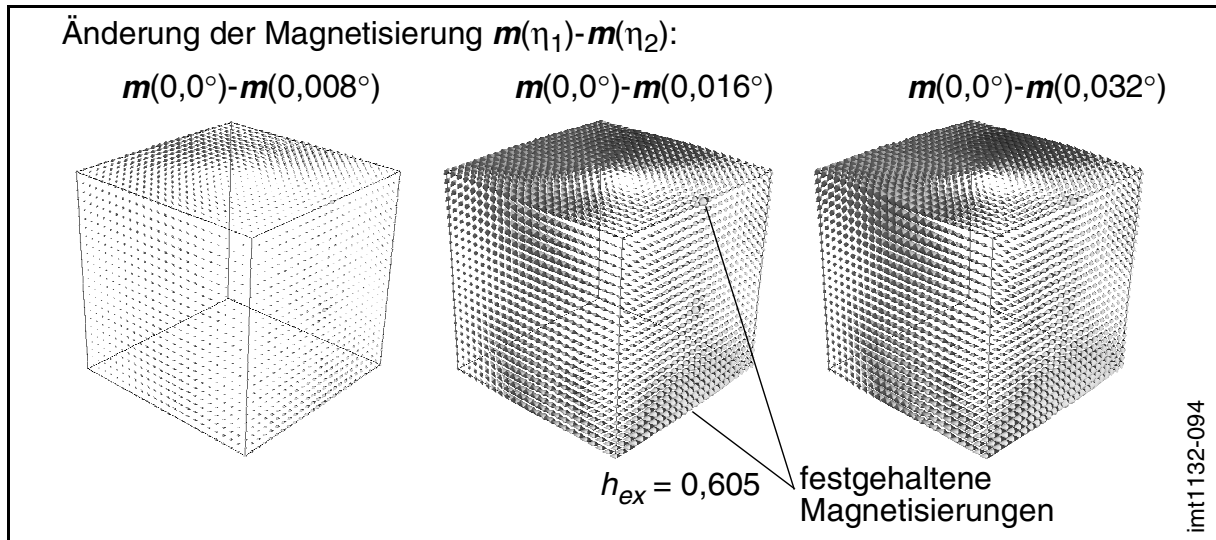 Änderung der Magnetisierung m(η1)-m(η2):
m(0,0°)-m(0,008°)
m(0,0°)-m(0,016°)
m(0,0°)-m(0,032°)
hex = 0,605
festgehaltene
Magnetisierungen
imt1132-094